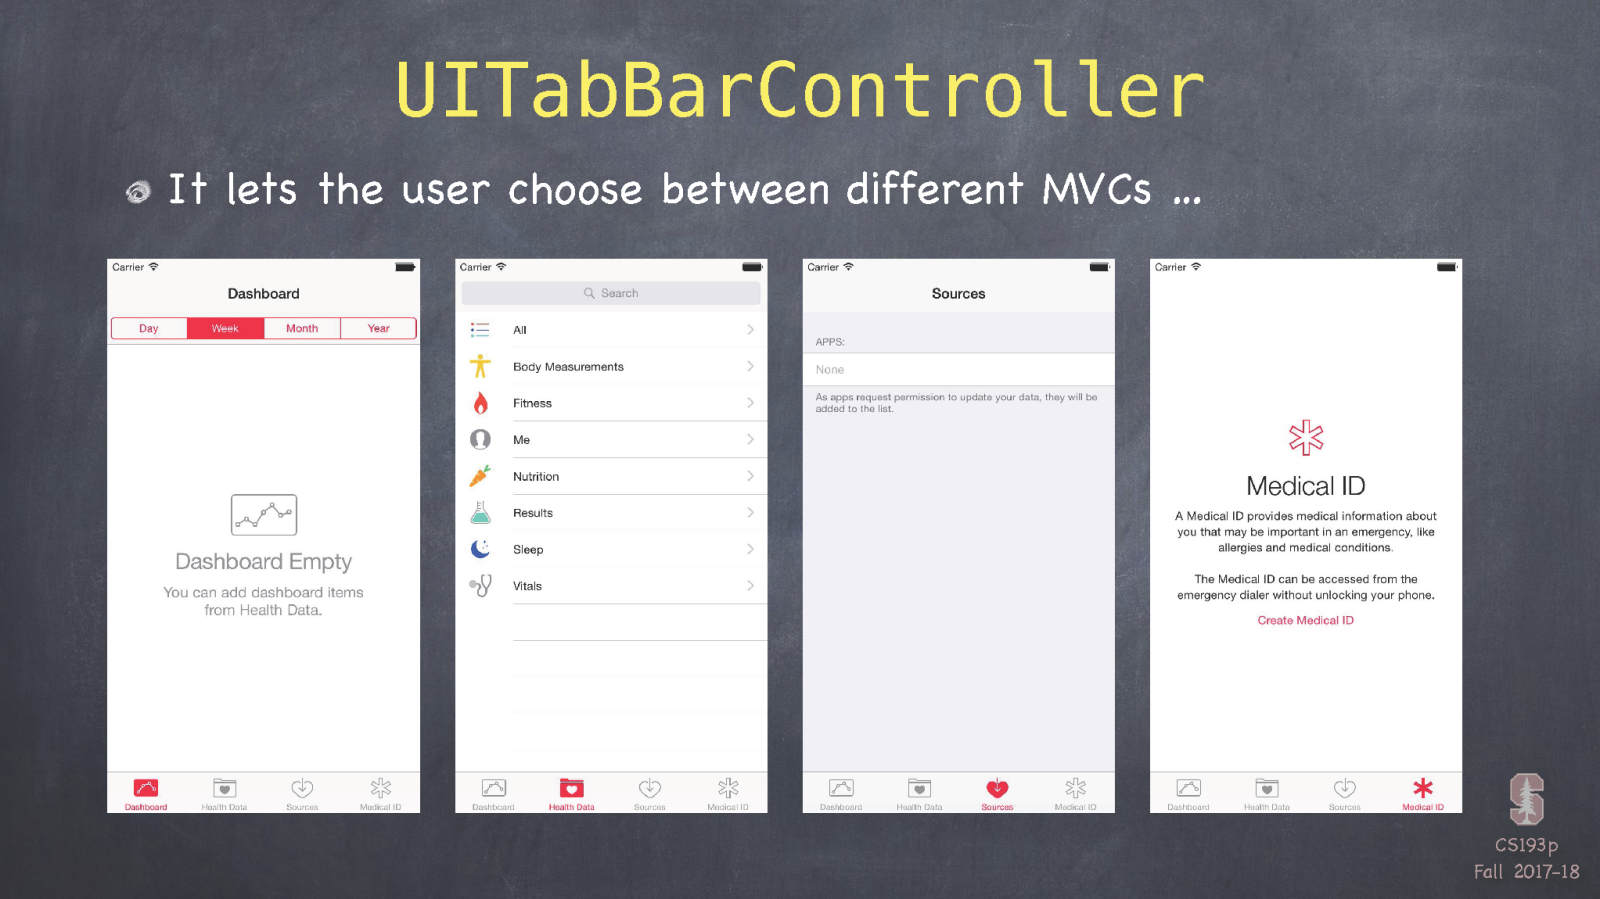 UITabBarController
It lets the user choose between different MVCs ...
Carrier
Dashboard
Day Week Month Year
Dashboard Empty
You can add dashboard items
from Health Data.
Dashboard Health Data Sources Medical ID
Carrier
Search
All
Body Measurements
Fitness
Me
Nutrition
Results
Sleep
Vitals
Dashboard Health Data Sources Medical ID
Carrier
Sources
APPS:
None
As apps request permission to update your data, they will be
added to the list.
Dashboard Health Data Sources Medical ID
Carrier
Medical ID
A Medical ID provides medical information about
you that may be important in an emergency, like
allergies and medical conditions.
The Medical ID can be accessed from the
emergency dialer without unlocking your phone.
Create Medical ID
Dashboard Health Data Sources Medical ID
S
CS193p
Fall 2017-18